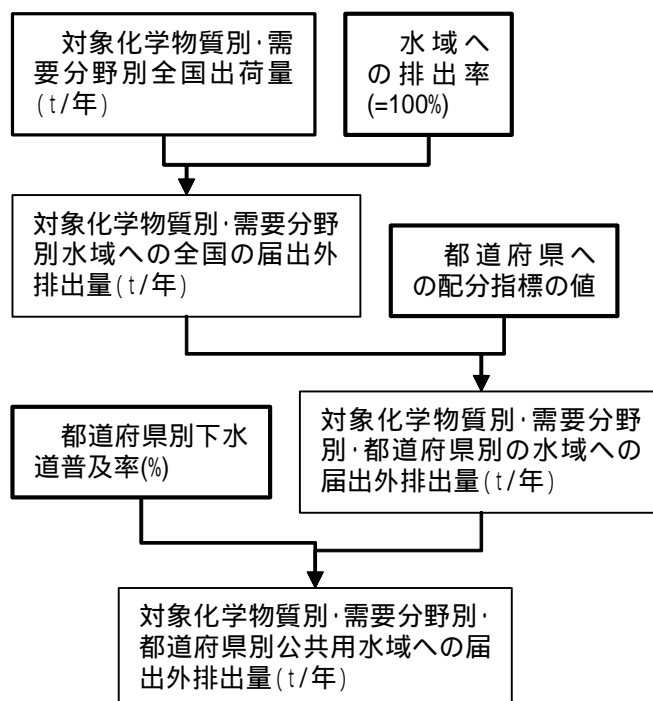 対象化学物質別・需
要分野別全国出荷量
(t/年)
水域へ
の排出率
(=100%)
対象化学物質別・需要分野
別水域への全国の届出外
排出量(t/年)
都道府県へ
の配分指標の値
対象化学物質別・需要分野
別・都道府県別の水域への
届出外排出量(t/年)
都道府県別下水
道普及率(%)
対象化学物質別・需要分野別・
都道府県別公共用水域への届
出外排出量(t/年)